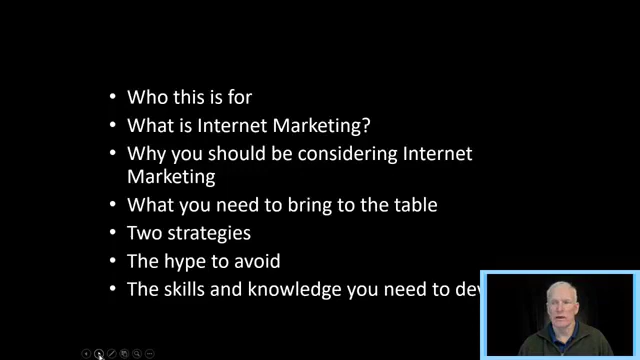 • Who this is for
• What is Internet Marketing?
• Why you should be considering Internet
Marketing
• What you need to bring to the table
• Two strategies
• The hype to avoid
• The skills and knowledge you need to